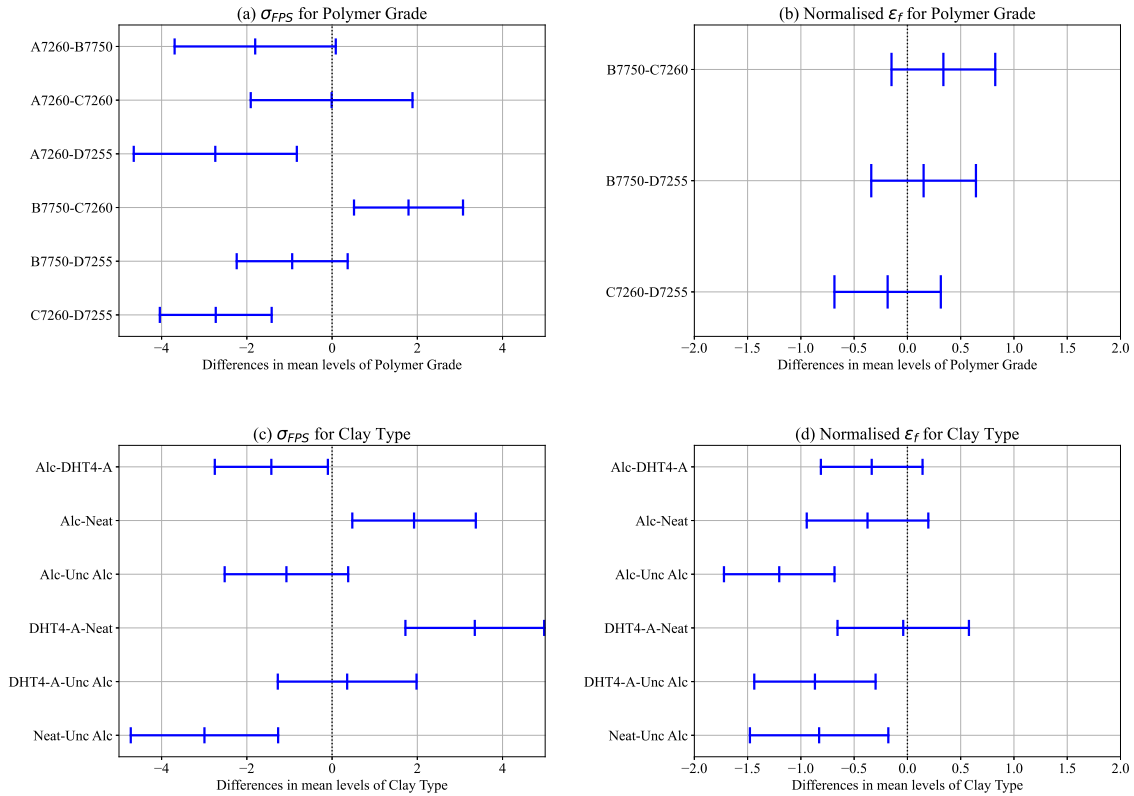 (a) σFPS for Polymer Grade
A7260-B7750
A7260-C7260
A7260-D7255
B7750-C7260
B7750-D7255
C7260-D7255
−4 −2 0 2 4
Differences in mean levels of Polymer Grade
(b) Normalised εf for Polymer Grade
B7750-C7260
B7750-D7255
C7260-D7255
−2.0 −1.5 −1.0 −0.5 0.0 0.5 1.0 1.5 2.0
Differences in mean levels of Polymer Grade
(c) σFPS for Clay Type
Alc-DHT4-A
Alc-Neat
Alc-Unc Alc
DHT4-A-Neat
DHT4-A-Unc Alc
Neat-Unc Alc
−4 −2 0 2 4
Differences in mean levels of Clay Type
(d) Normalised εf for Clay Type
Alc-DHT4-A
Alc-Neat
Alc-Unc Alc
DHT4-A-Neat
DHT4-A-Unc Alc
Neat-Unc Alc
−2.0 −1.5 −1.0 −0.5 0.0 0.5 1.0 1.5 2.0
Differences in mean levels of Clay Type